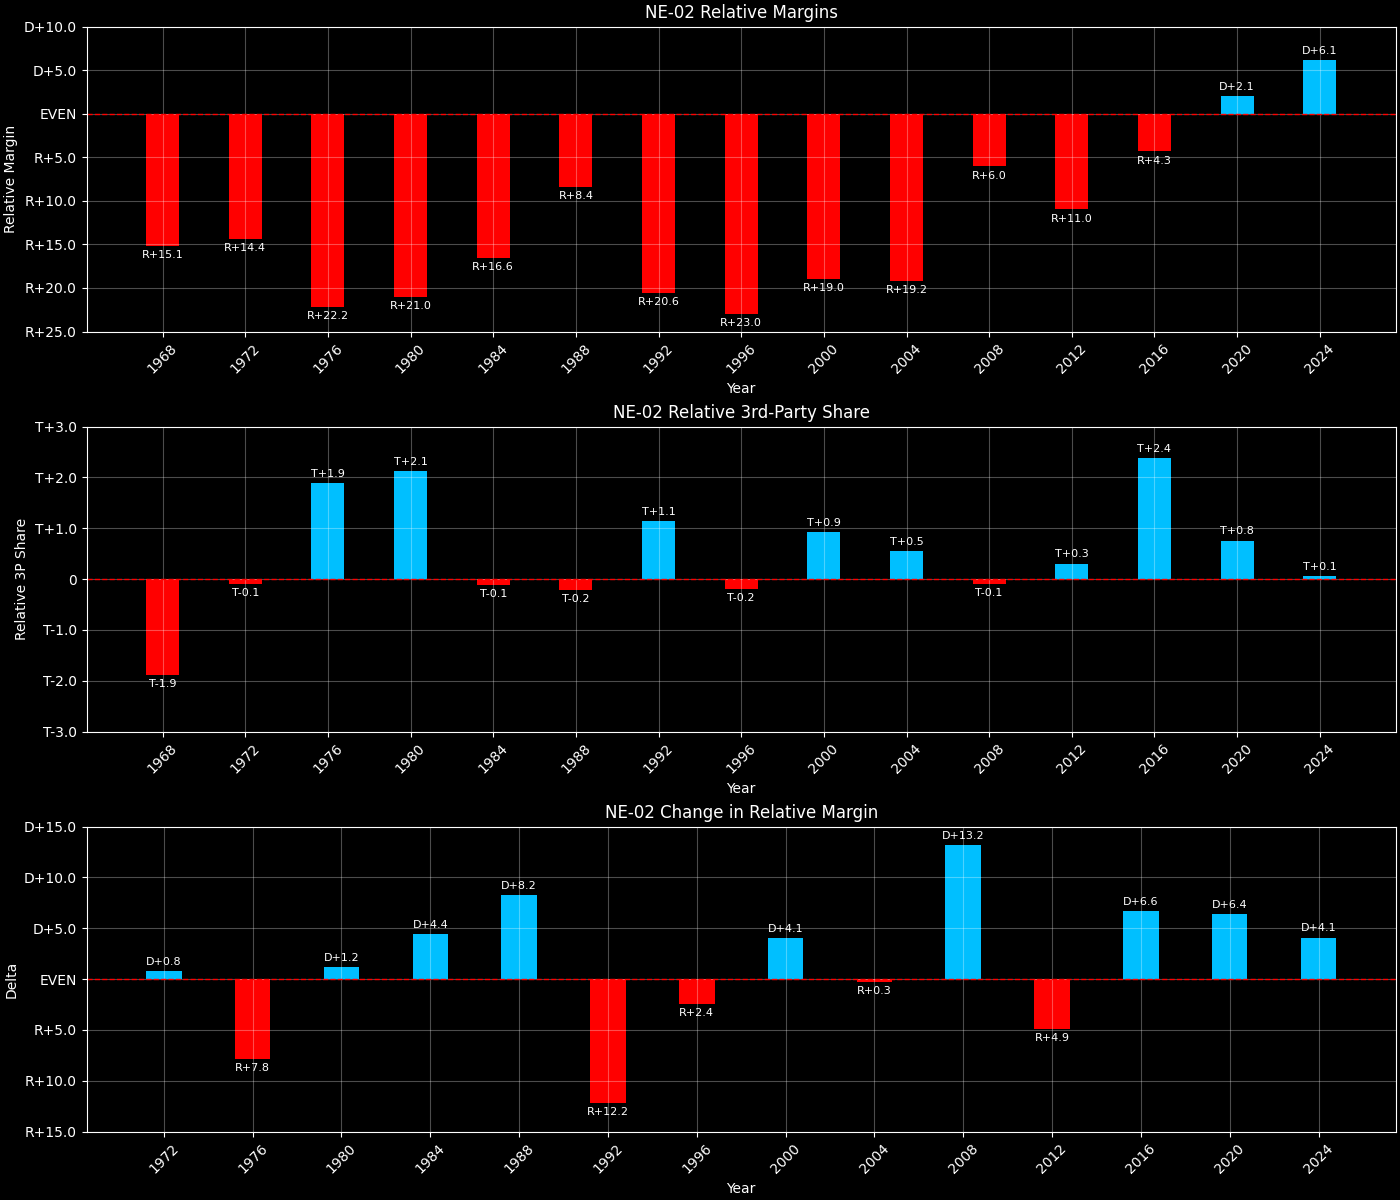 NE-02 Relative Margins
D+10.0
D+5.0
EVEN
R+5.0
R+10.0
R+15.0
R+20.0
R+25.0
Relative Margin
R+15.1
R+14.4
R+22.2
R+21.0
R+16.6
R+8.4
R+20.6
R+23.0
R+19.0
R+19.2
R+6.0
R+11.0
R+4.3
D+2.1
D+6.1
1968
1972
1976
1980
1984
1988
1992
1996
2000
2004
2008
2012
2016
2020
2024
Year
NE-02 Relative 3rd-Party Share
T+3.0
T+2.0
T+1.0
0
T-1.0
T-2.0
T-3.0
Relative 3P Share
T-1.9
T-0.1
T+1.9
T+2.1
T-0.1
T-0.2
T+1.1
T-0.2
T+0.9
T+0.5
T-0.1
T+0.3
T+2.4
T+0.8
T+0.1
1968
1972
1976
1980
1984
1988
1992
1996
2000
2004
2008
2012
2016
2020
2024
Year
NE-02 Change in Relative Margin
D+15.0
D+10.0
D+5.0
EVEN
R+5.0
R+10.0
R+15.0
Delta
D+0.8
R+7.8
D+1.2
D+4.4
D+8.2
R+12.2
R+2.4
D+4.1
R+0.3
D+13.2
R+4.9
D+6.6
D+6.4
D+4.1
1972
1976
1980
1984
1988
1992
1996
2000
2004
2008
2012
2016
2020
2024
Year